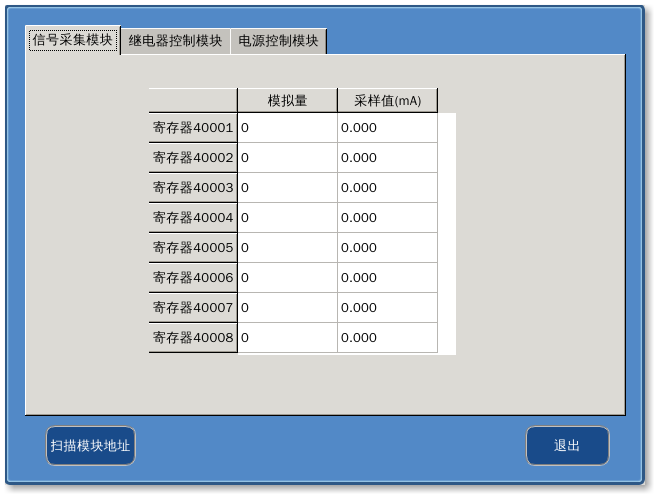 信号采集模块 继电器控制模块 电源控制模块
模拟量 采样值(mA)
寄存器40001 0 0.000
寄存器40002 0 0.000
寄存器40003 0 0.000
寄存器40004 0 0.000
寄存器40005 0 0.000
寄存器40006 0 0.000
寄存器40007 0 0.000
寄存器40008 0 0.000
扫描模块地址 退出